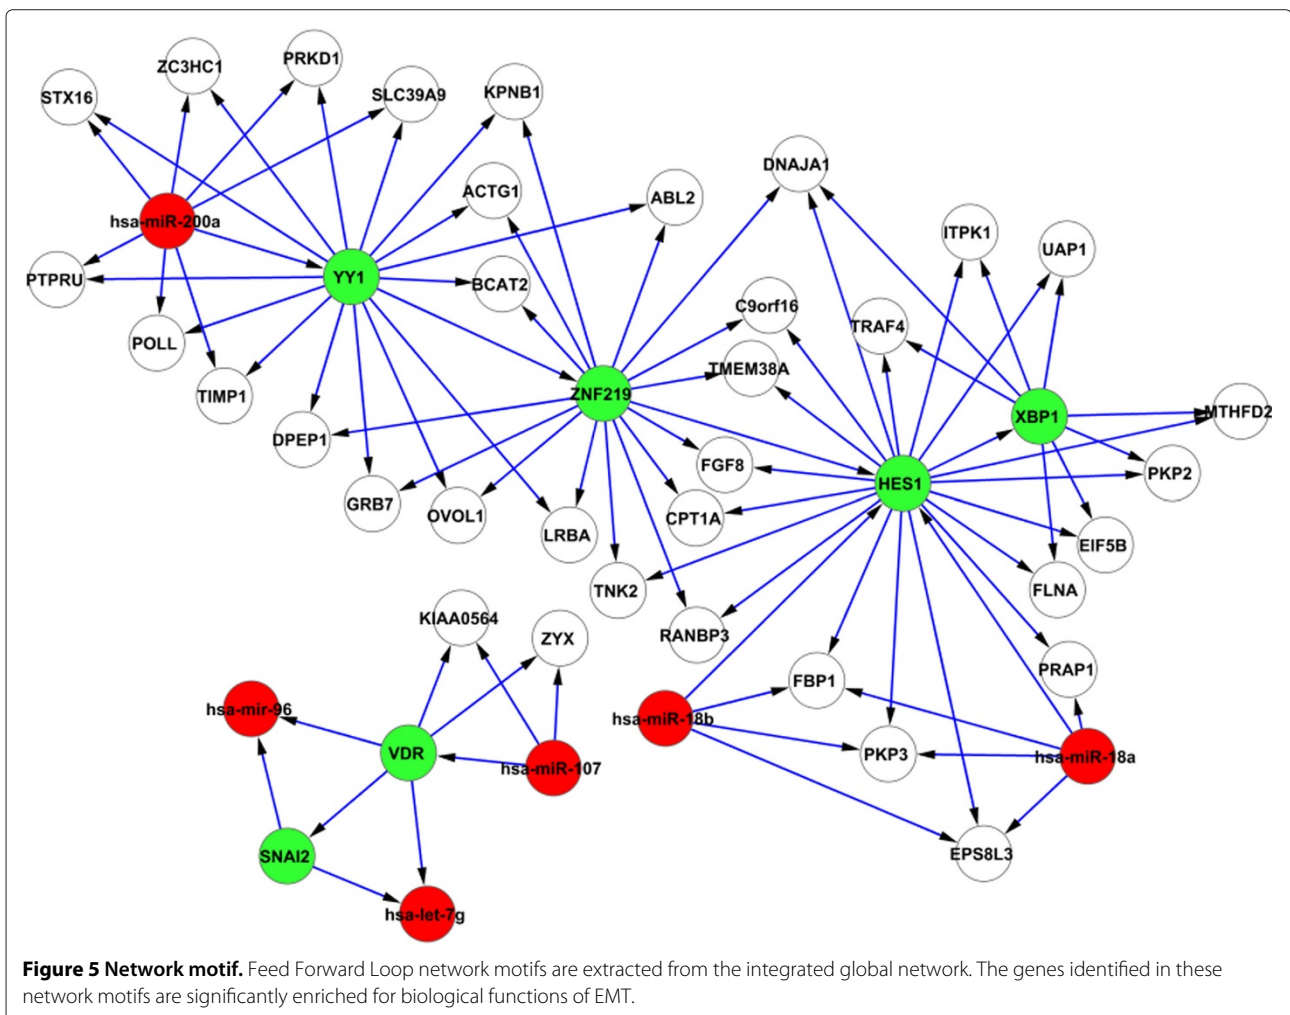 PRKD1
ZC3HC1
STX16
SLC39A9
KPNB1
DNAJA1
ACTG1
ABL2
hsa-miR-200a
ITPK1
UAP1
PTPRU
YY1
BCAT2
C9orf16
TRAF4
POLL
TMEM38A
TIMP1
ZNF219
MTHFD2
XBP1
DPEP1
FGF8
PKP2
HES1
GRB7
OVOL1
CPT1A
LRBA
EIF5B
TNK2
FLNA
KIAA0564
ZYX
RANBP3
PRAP1
FBP1
hsa-mir-96
hsa-miR-18b
VDR
PKP3
hsa-miR-18a
hsa-miR-107
SNAI2
EPS8L3
hsa-let-7g
Figure 5 Network motif. Feed Forward Loop network motifs are extracted from the integrated global network. The genes identified in these
network motifs are significantly enriched for biological functions of EMT.